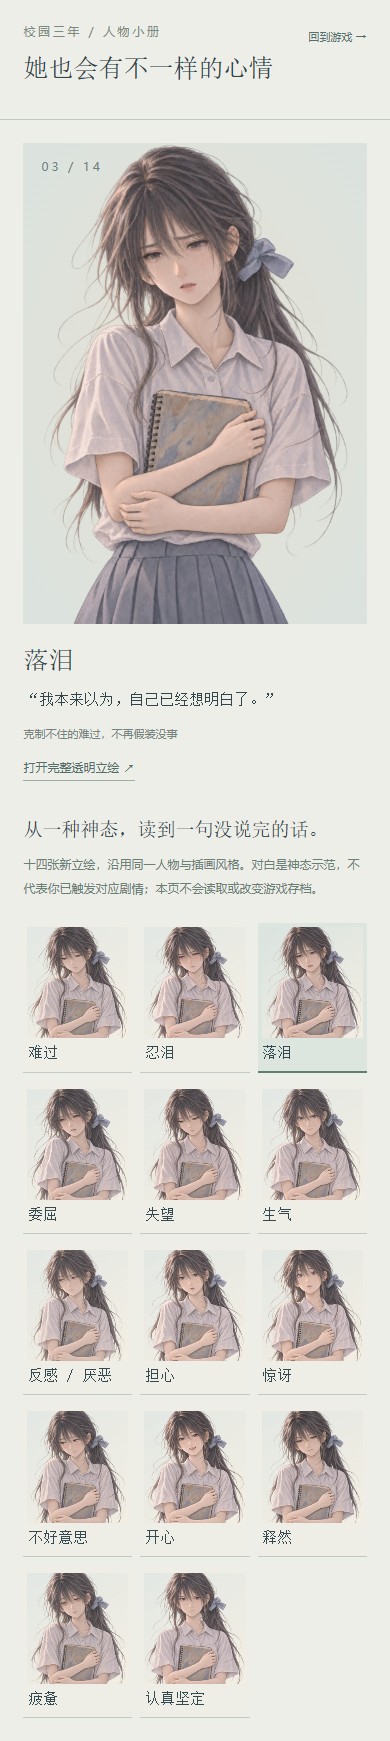 校园三年 / 人物小册
回到游戏 →
她也会有不一样的心情
03 / 14
落泪
“我本来以为，自己已经想明白了。”
克制不住的难过，不再假装没事
打开完整透明立绘 ↗
从一种神态，读到一句没说完的话。
十四张新立绘，沿用同一人物与插画风格。对白是神态示范，不
代表你已触发对应剧情；本页不会读取或改变游戏存档。
难过
忍泪
落泪
委屈
失望
生气
反感 / 厌恶
担心
惊讶
不好意思
开心
释然
疲惫
认真坚定